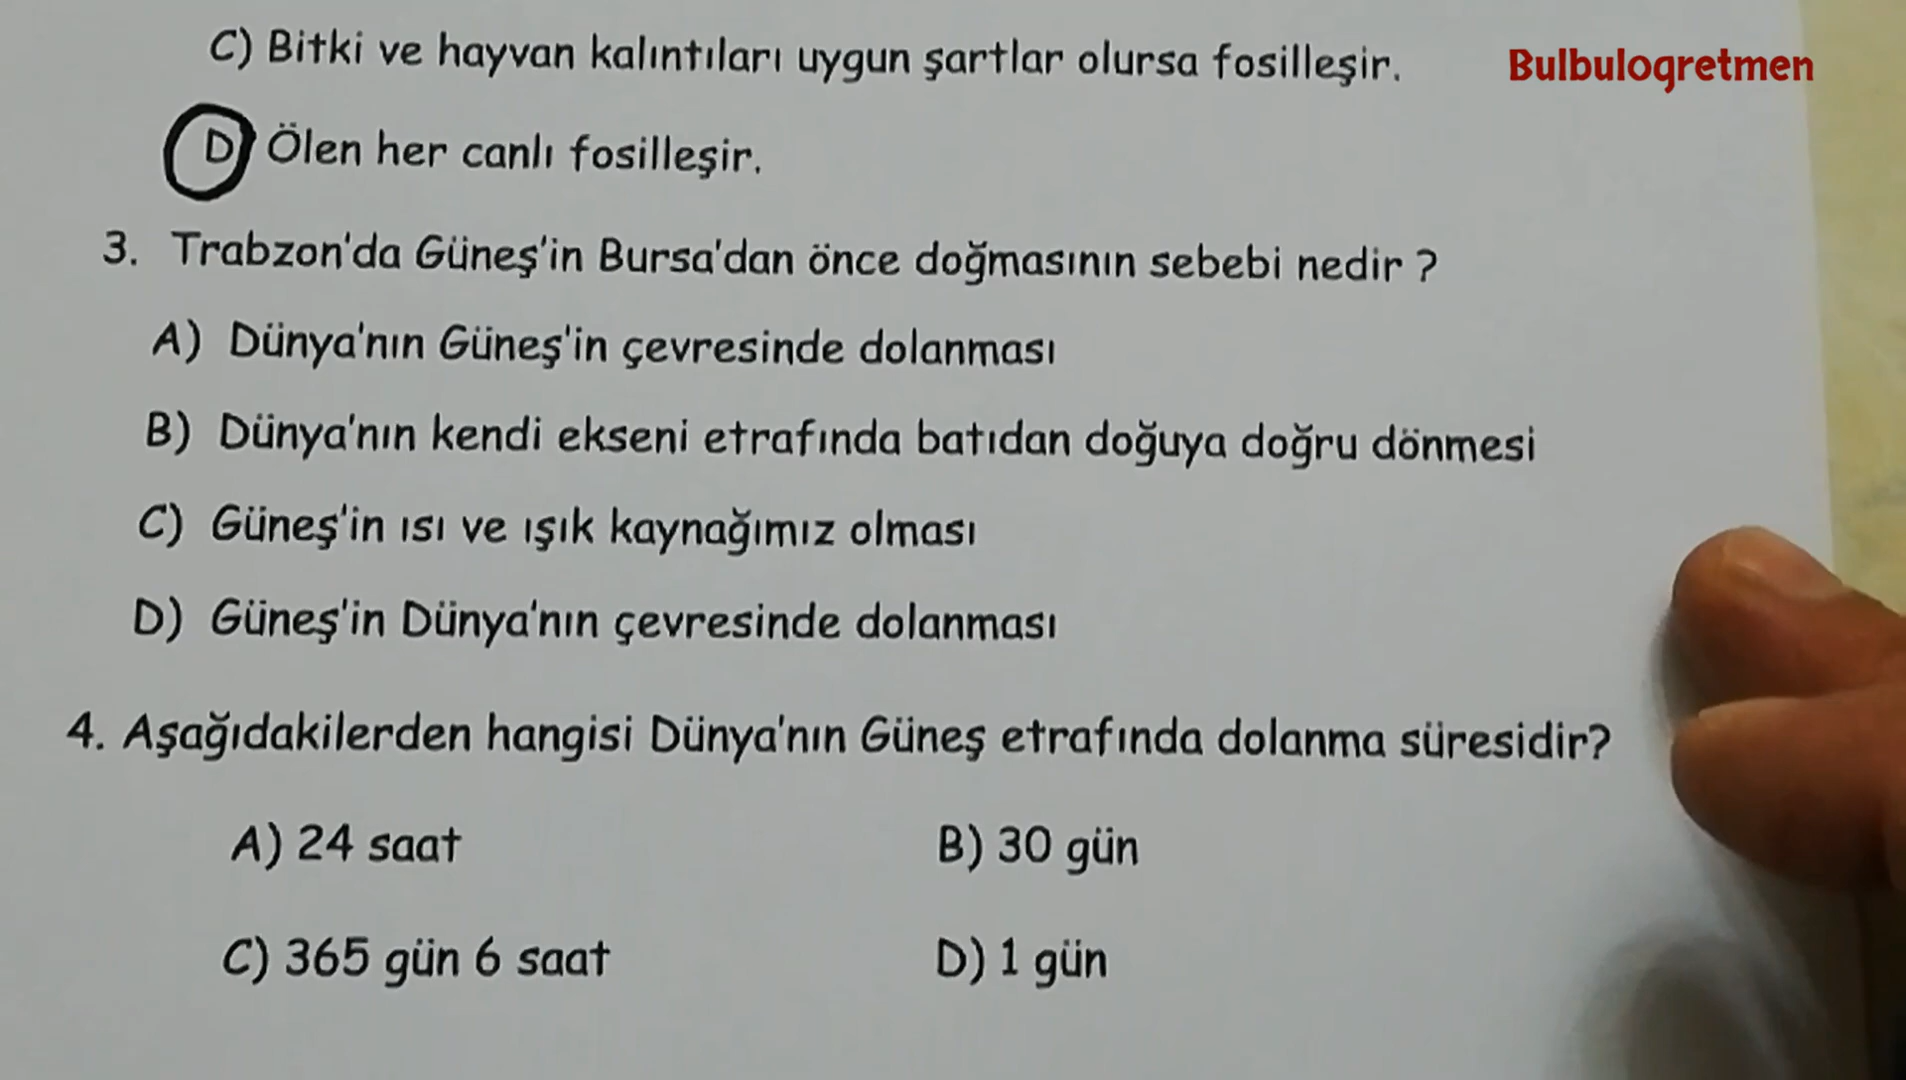 C) Bitki ve hayvan kalıntıları uygun şartlar olursa fosilleşir.
Bulbulogretmen
D) Ölen her canlı fosilleşir.
3. Trabzon'da Güneş'in Bursa'dan önce doğmasının sebebi nedir ?
A) Dünya'nın Güneş'in çevresinde dolanması
B) Dünya'nın kendi ekseni etrafında batıdan doğuya doğru dönmesi
C) Güneş'in ısı ve ışık kaynağımız olması
D) Güneş'in Dünya'nın çevresinde dolanması
4. Aşağıdakilerden hangisi Dünya'nın Güneş etrafında dolanma süresidir?
A) 24 saat B) 30 gün
C) 365 gün 6 saat D) 1 gün